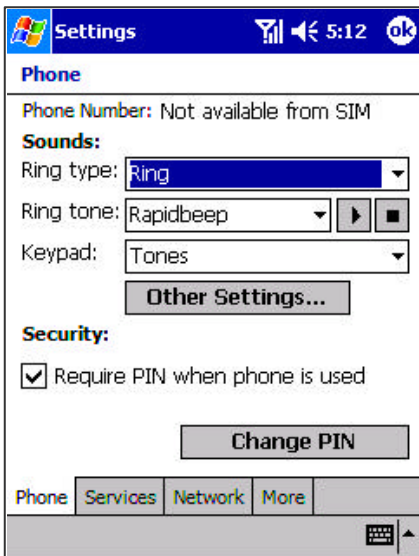 Settings 5:12 ok
Phone
Phone Number: Not available from SIM
Sounds:
Ring type: Ring
Ring tone: Rapidbeep
Keypad: Tones
Other Settings...
Security:
Require PIN when phone is used
Change PIN
Phone Services Network More